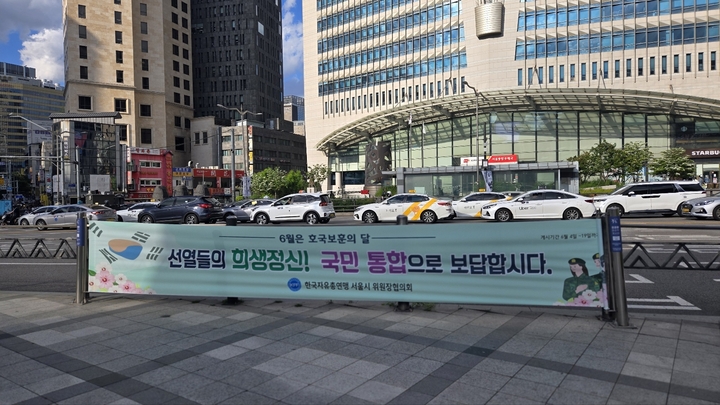 6월은 호국보훈의 달
선열들의 희생정신! 국민 통합으로 보답합시다.
한국자유총연맹 서울시 위원장협의회
STARBUCKS